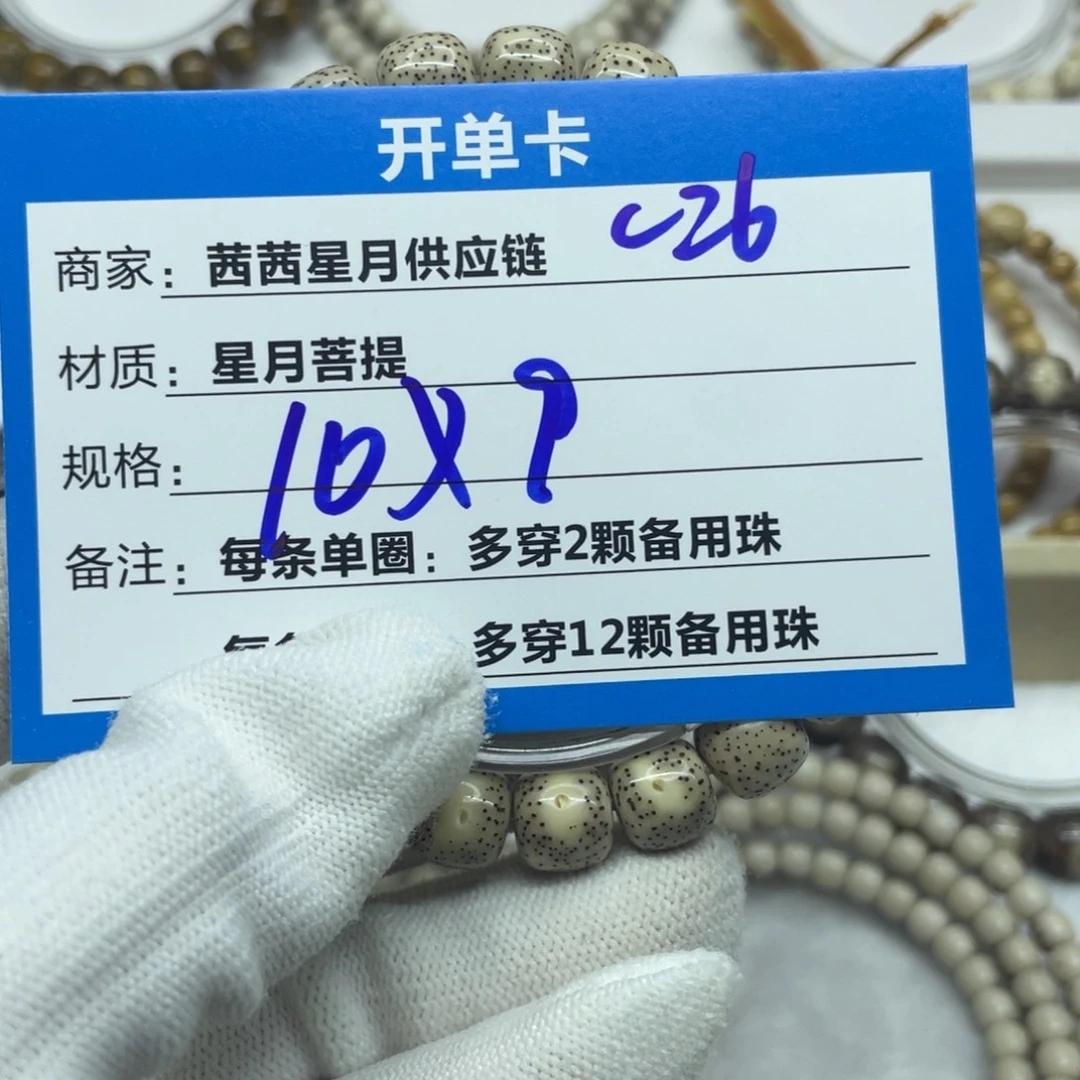 开单卡
商家：茜茜星月供应链 C26
材质：星月菩提
规格：10X9
备注：每条单圈：多穿2颗备用珠
多穿12颗备用珠